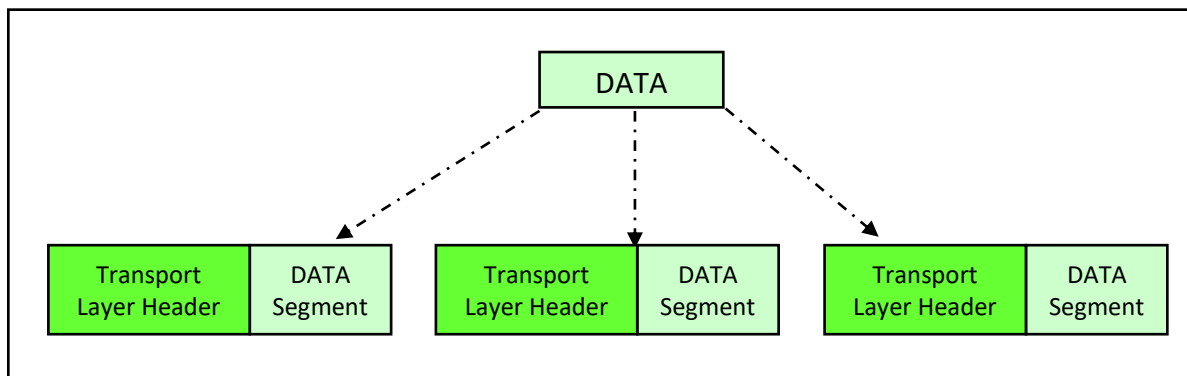 DATA
Transport
Layer Header
DATA
Segment
Transport
Layer Header
DATA
Segment
Transport
Layer Header
DATA
Segment